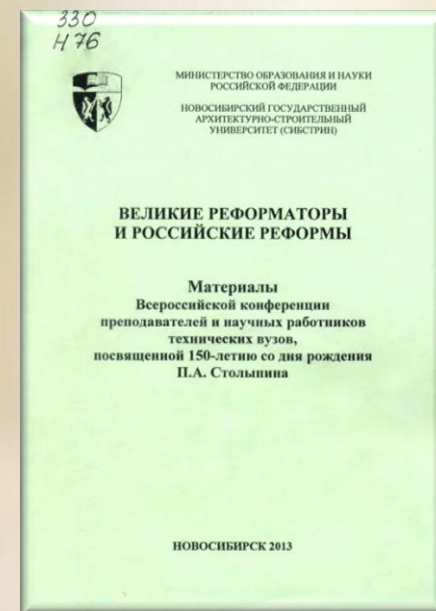 330
Н 76
МИНИСТЕРСТВО ОБРАЗОВАНИЯ И НАУКИ
РОССИЙСКОЙ ФЕДЕРАЦИИ
НОВОСИБИРСКИЙ ГОСУДАРСТВЕННЫЙ
АРХИТЕКТУРНО-СТРОИТЕЛЬНЫЙ
УНИВЕРСИТЕТ (СИБСТРИН)
ВЕЛИКИЕ РЕФОРМАТОРЫ
И РОССИЙСКИЕ РЕФОРМЫ
Материалы
Всероссийской конференции
преподавателей и научных работников
технических вузов,
посвященной 150-летию со дня рождения
П.А. Столыпина
НОВОСИБИРСК 2013